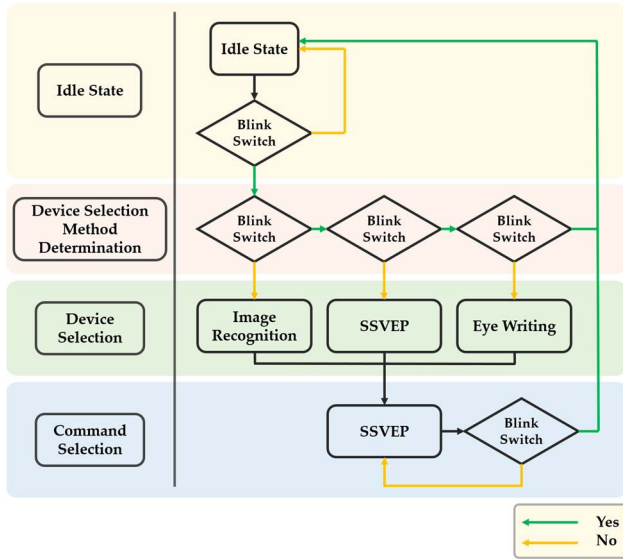 Idle State
Idle State
Blink
Switch
Device Selection
Method
Determination
Blink
Switch
Blink
Switch
Blink
Switch
Device
Selection
Image
Recognition
SSVEP
Eye Writing
Command
Selection
SSVEP
Blink
Switch
Yes
No